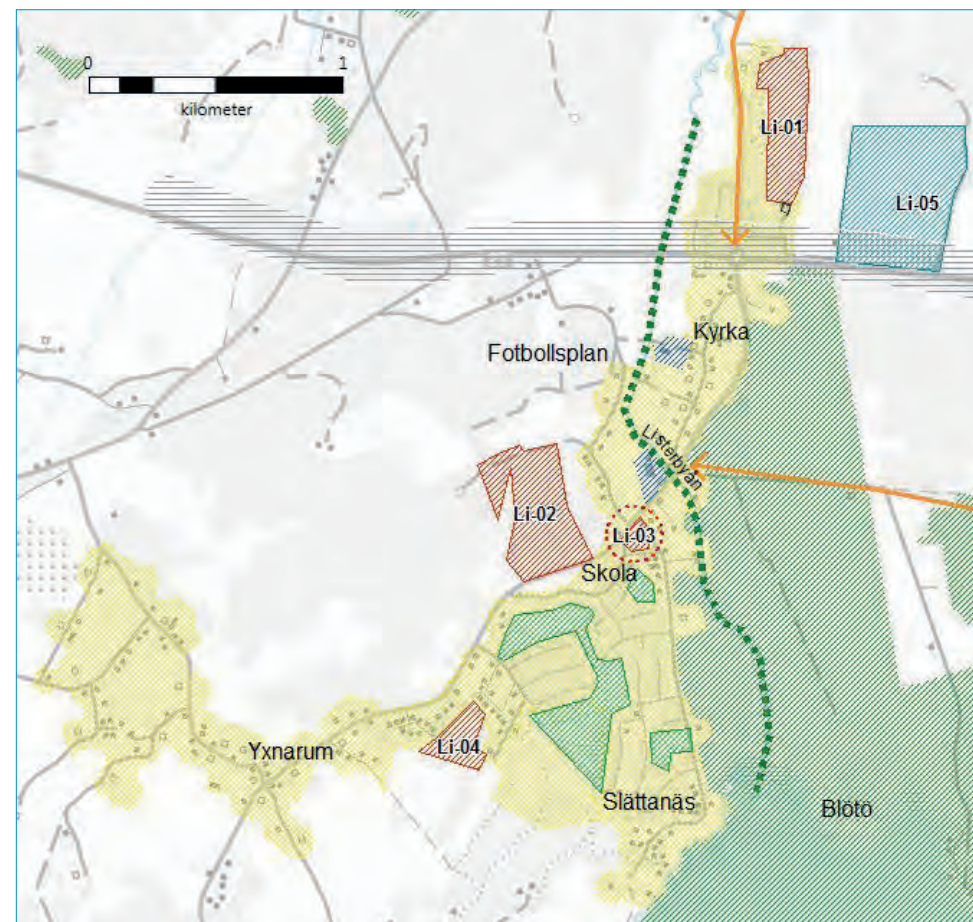 0 1
kilometer
Li-01
Li-05
Kyrka
Fotbollsplan
Listerbyån
Li-02
Li-03
Skola
Li-04
Yxnarum
Slättanäs
Blötö